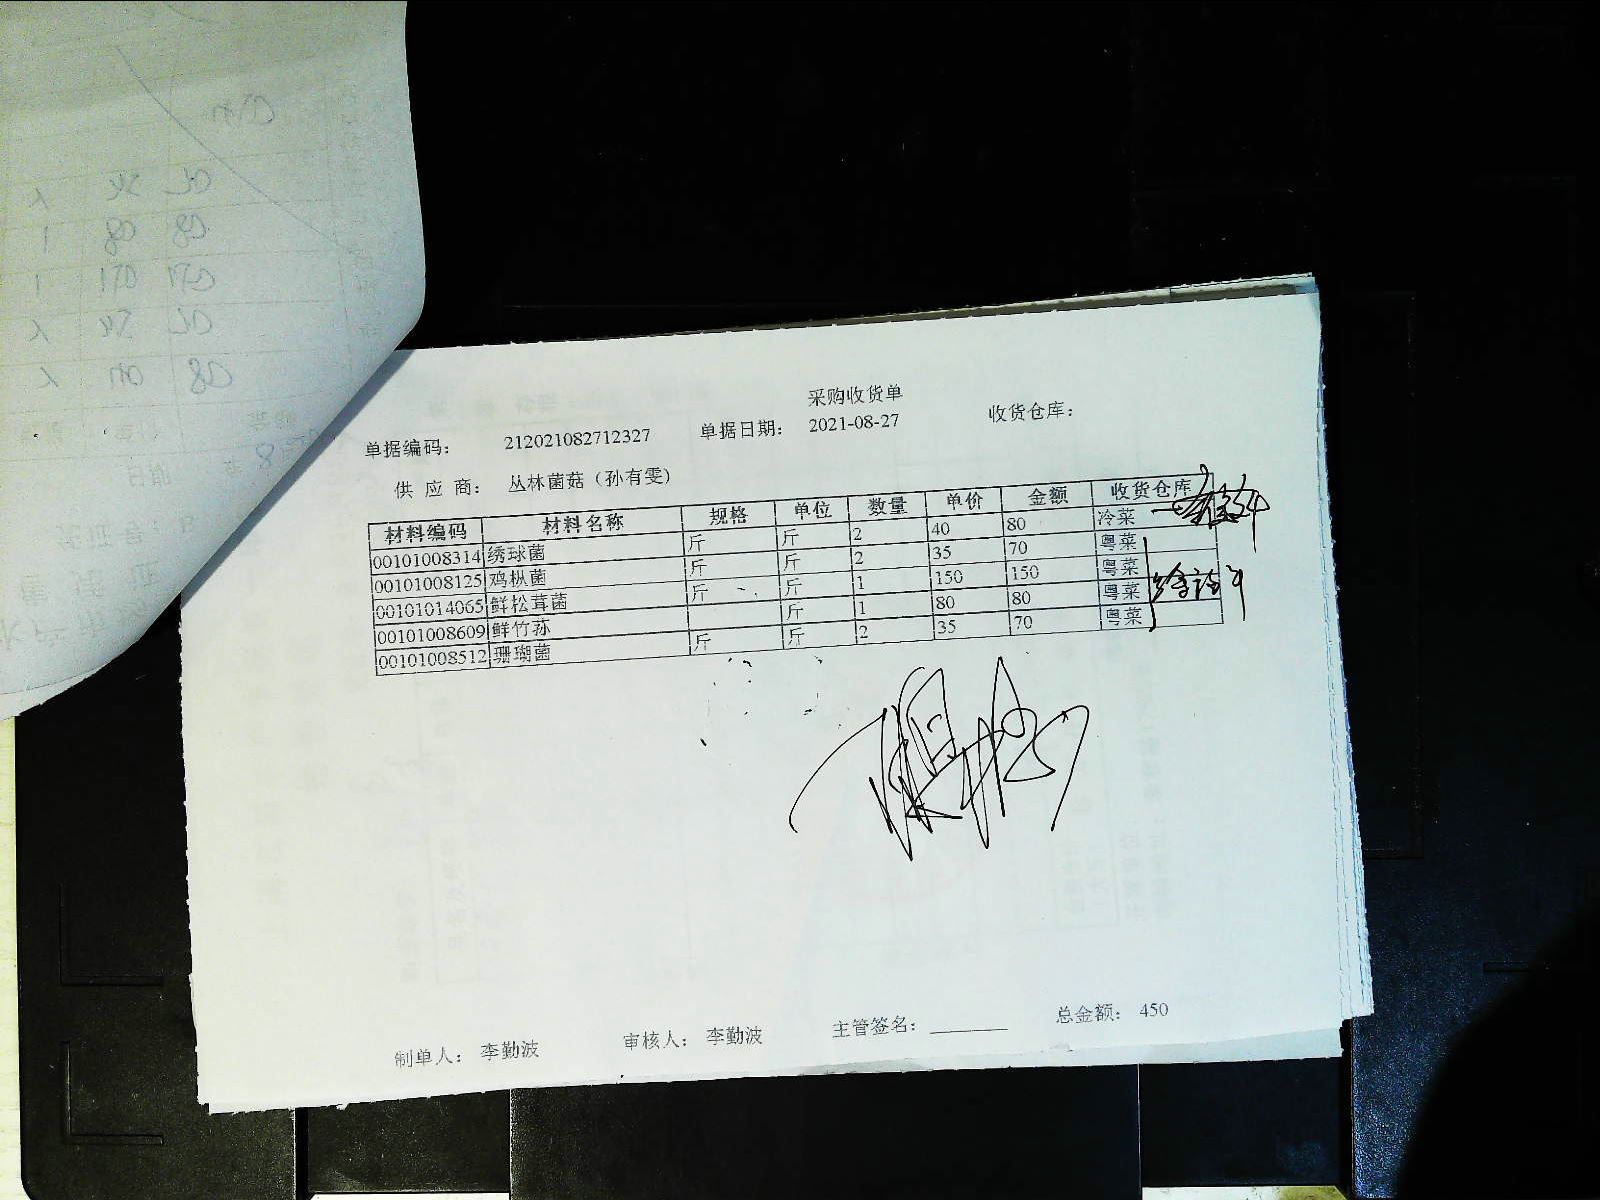 采购收货单
单据编码： 212021082712327 单据日期： 2021-08-27 收货仓库：
供 应 商： 丛林菌菇（孙有雯）
材料编码 材料名称 规格 单位 数量 单价 金额 收货仓库
00101008314 绣球菌 斤 斤 2 40 80 冷菜
00101008125 鸡枞菌 斤 斤 2 35 70 粤菜
00101014065 鲜松茸菌 斤 斤 1 150 150 粤菜
00101008609 鲜竹荪 斤 1 80 80 粤菜
00101008512 珊瑚菌 斤 斤 2 35 70 粤菜
制单人： 李勤波 审核人： 李勤波 主管签名： 总金额： 450